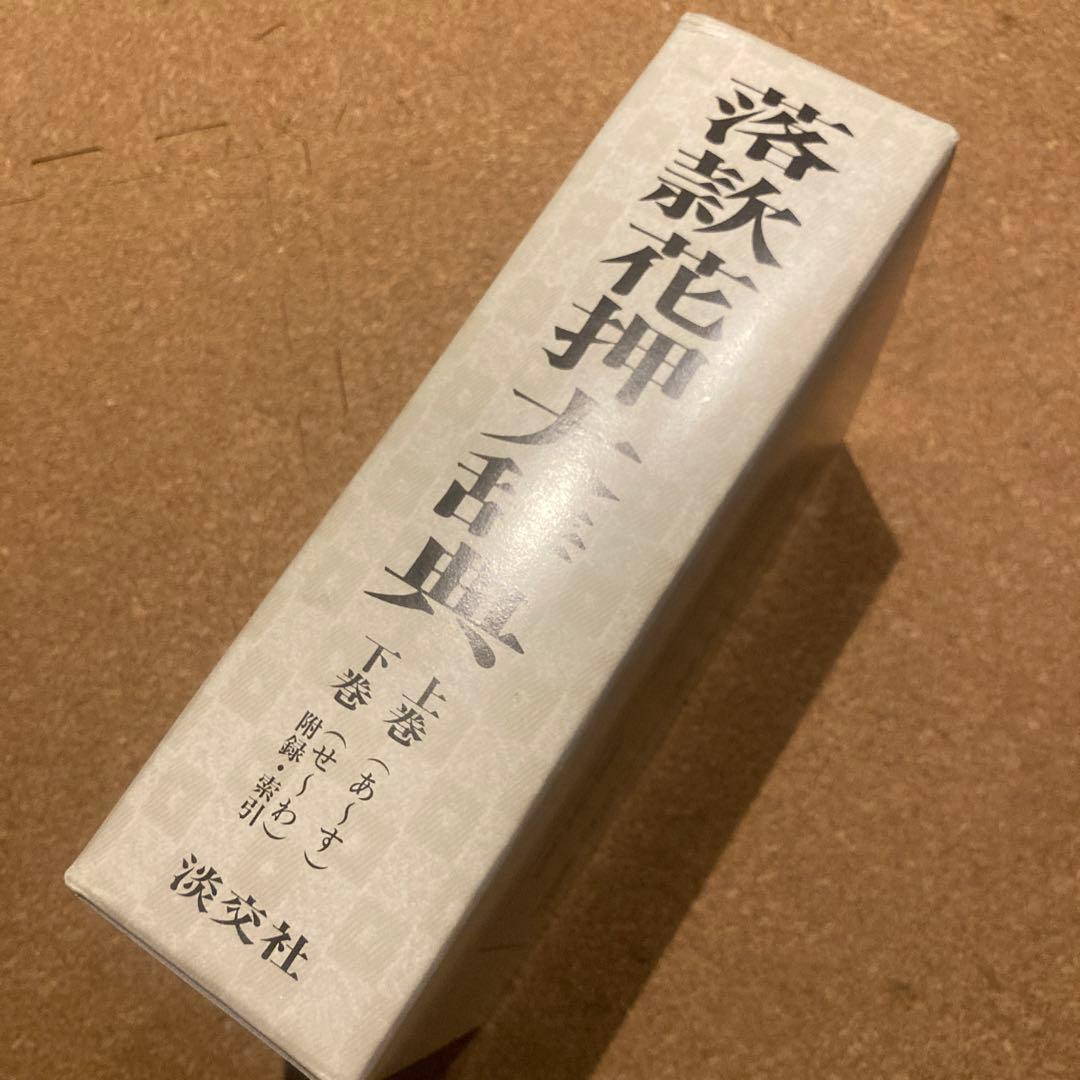 落款花押大辞典
上巻（あ〜す）
下巻（せ〜わ）
附録・索引
淡交社